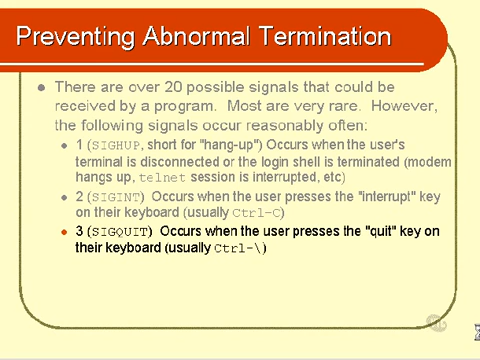 Preventing Abnormal Termination
There are over 20 possible signals that could be
received by a program. Most are very rare. However,
the following signals occur reasonably often:
1 (SIGHUP, short for "hang-up") Occurs when the user's
terminal is disconnected or the login shell is terminated (modem
hangs up, telnet session is interrupted, etc)
2 (SIGINT) Occurs when the user presses the "interrupt" key
on their keyboard (usually Ctrl-C)
3 (SIGQUIT) Occurs when the user presses the "quit" key on
their keyboard (usually Ctrl-\)